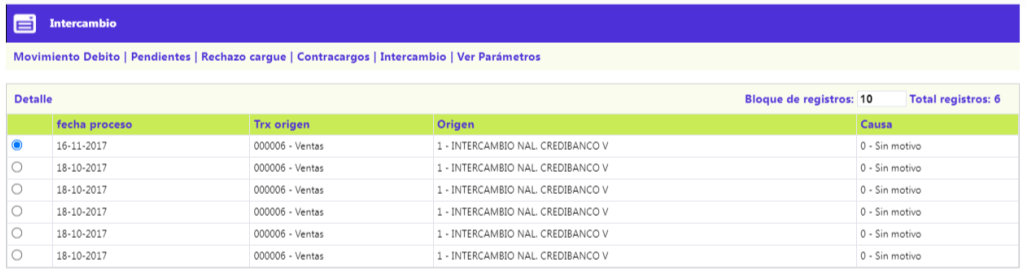 Intercambio
Movimiento Debito | Pendientes | Rechazo cargue | Contracargos | Intercambio | Ver Parámetros
Detalle Bloque de registros: 10 Total registros: 6
fecha proceso Trx origen Origen Causa
16-11-2017 000006 - Ventas 1 - INTERCAMBIO NAL. CREDIBANCO V 0 - Sin motivo
18-10-2017 000006 - Ventas 1 - INTERCAMBIO NAL. CREDIBANCO V 0 - Sin motivo
18-10-2017 000006 - Ventas 1 - INTERCAMBIO NAL. CREDIBANCO V 0 - Sin motivo
18-10-2017 000006 - Ventas 1 - INTERCAMBIO NAL. CREDIBANCO V 0 - Sin motivo
18-10-2017 000006 - Ventas 1 - INTERCAMBIO NAL. CREDIBANCO V 0 - Sin motivo
18-10-2017 000006 - Ventas 1 - INTERCAMBIO NAL. CREDIBANCO V 0 - Sin motivo